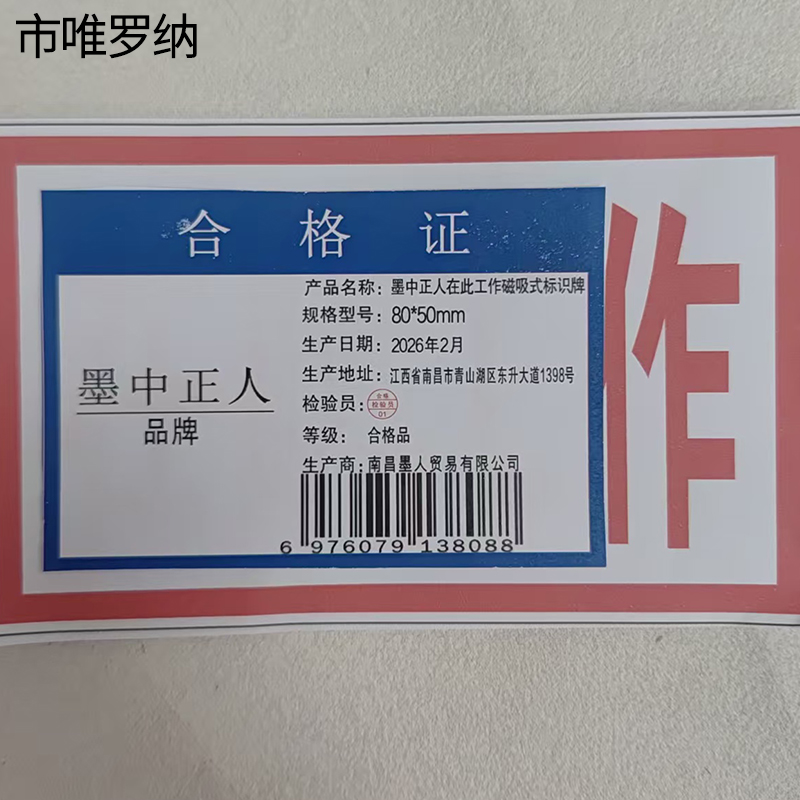 市唯罗纳
合格证
产品名称：墨中正人在此工作磁吸式标识牌
规格型号：80*50mm
生产日期：2026年2月
生产地址：江西省南昌市青山湖区东升大道1398号
检验员：
合格
检验员
01
等级：合格品
生产商：南昌墨人贸易有限公司
墨中正人
品牌
6 976079 138088
作